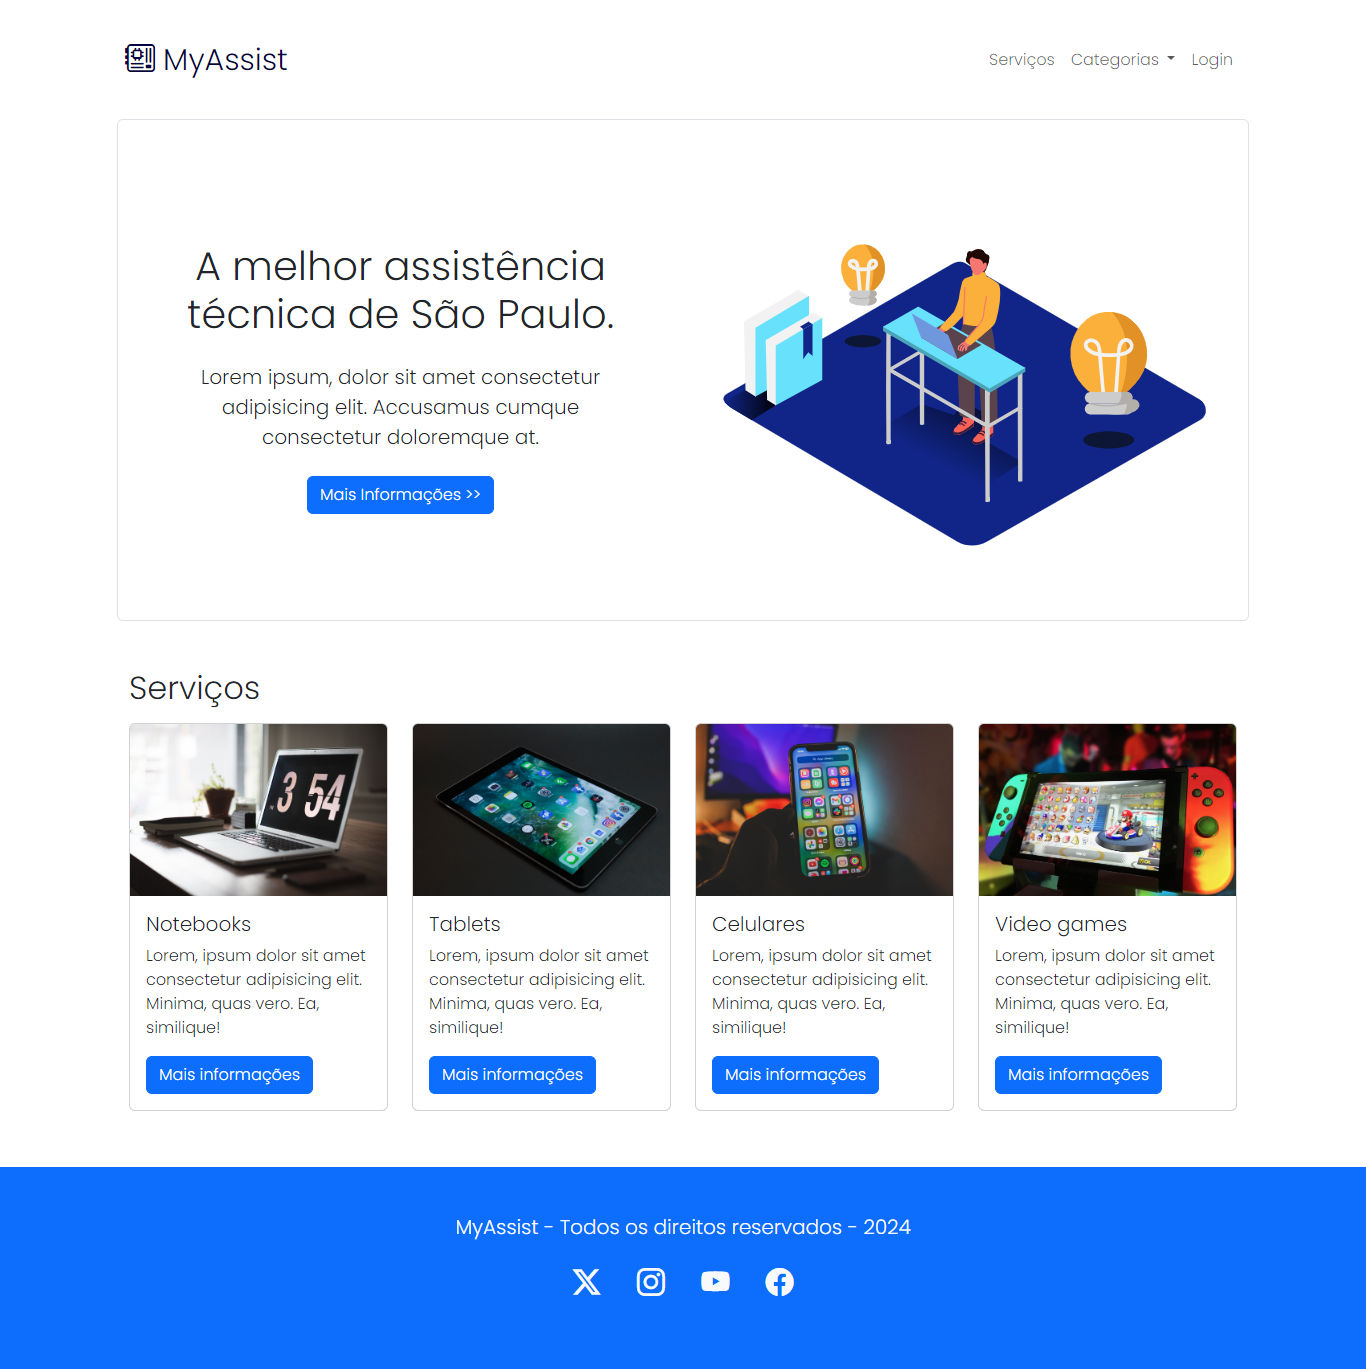 MyAssist
Serviços Categorias Login
A melhor assistência
técnica de São Paulo.
Lorem ipsum, dolor sit amet consectetur
adipisicing elit. Accusamus cumque
consectetur doloremque at.
Mais Informações >>
Serviços
3 54
Notebooks
Lorem, ipsum dolor sit amet
consectetur adipisicing elit.
Minima, quas vero. Ea,
similique!
Mais informações
Tablets
Lorem, ipsum dolor sit amet
consectetur adipisicing elit.
Minima, quas vero. Ea,
similique!
Mais informações
Celulares
Lorem, ipsum dolor sit amet
consectetur adipisicing elit.
Minima, quas vero. Ea,
similique!
Mais informações
Video games
Lorem, ipsum dolor sit amet
consectetur adipisicing elit.
Minima, quas vero. Ea,
similique!
Mais informações
MyAssist - Todos os direitos reservados - 2024